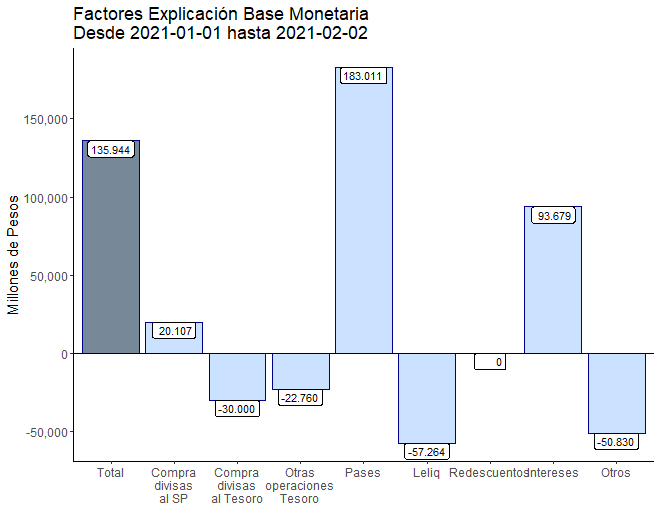 Factores Explicación Base Monetaria
Desde 2021-01-01 hasta 2021-02-02
Millones de Pesos
150,000
100,000
50,000
0
-50,000
135.944
20.107
-30.000
-22.760
183.011
-57.264
0
93.679
-50.830
Total
Compra
divisas
al SP
Compra
divisas
al Tesoro
Otras
operaciones
Tesoro
Pases
Leliq
Redescuentos
Intereses
Otros